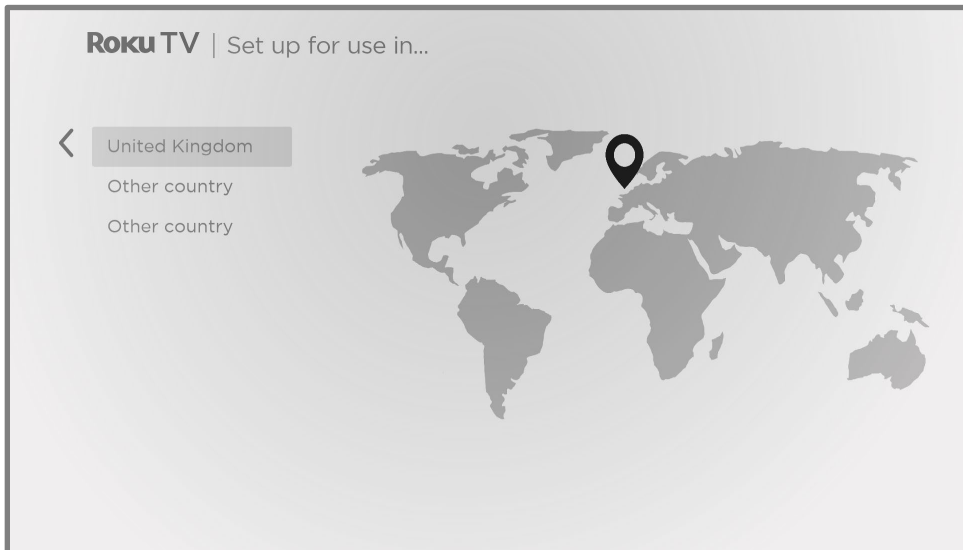 Roku TV | Set up for use in...
United Kingdom
Other country
Other country